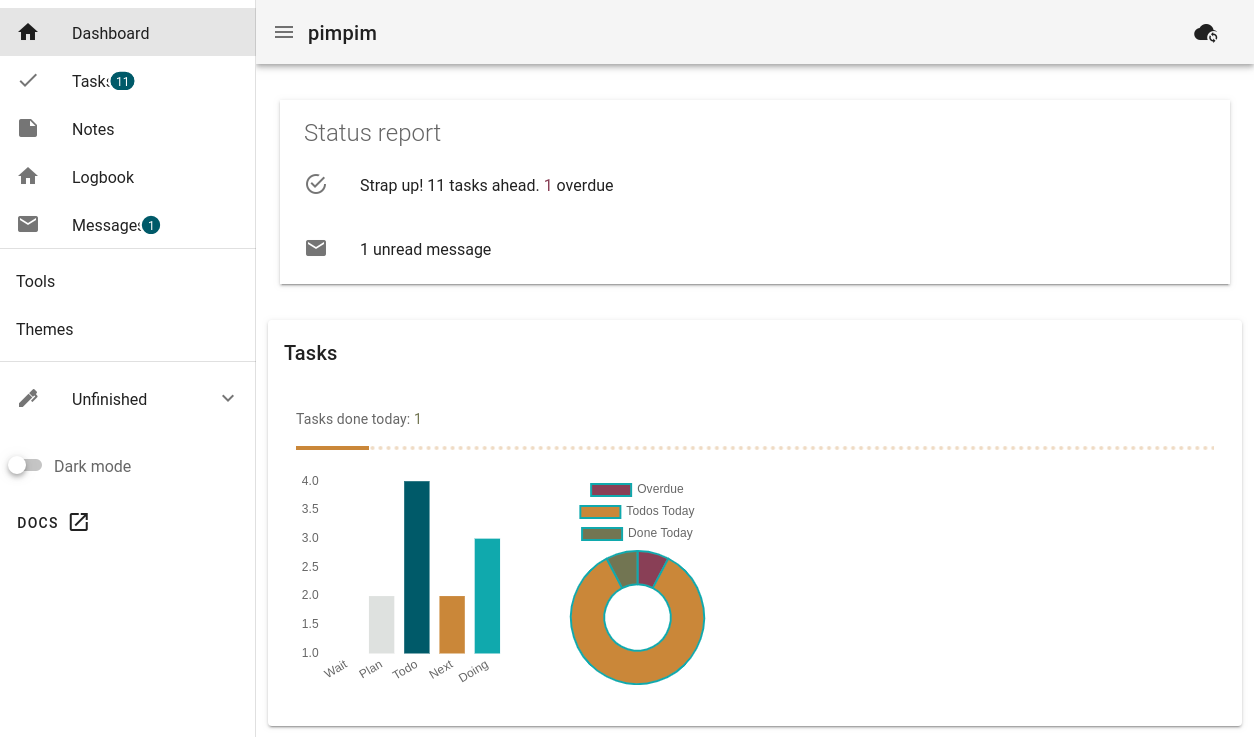 Dashboard
Tasks 11
Notes
Logbook
Messages 1
Tools
Themes
Unfinished
Dark mode
DOCS
pimpim
Status report
Strap up! 11 tasks ahead. 1 overdue
1 unread message
Tasks
Tasks done today: 1
4.0
3.5
3.0
2.5
2.0
1.5
1.0
Wait Plan Todo Next Doing
Overdue
Todos Today
Done Today